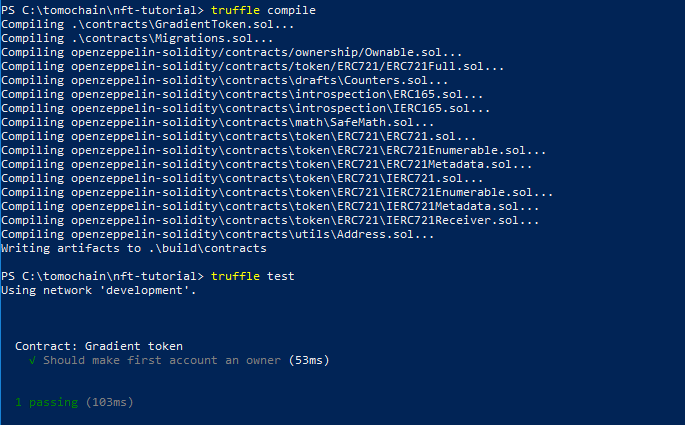 PS C:\tomochain\nft-tutorial> truffle compile
Compiling .\contracts\GradientToken.sol...
Compiling .\contracts\Migrations.sol...
Compiling openzeppelin-solidity/contracts/ownership/Ownable.sol...
Compiling openzeppelin-solidity/contracts/token/ERC721/ERC721Full.sol...
Compiling openzeppelin-solidity\contracts\drafts\Counters.sol...
Compiling openzeppelin-solidity\contracts\introspection\ERC165.sol...
Compiling openzeppelin-solidity\contracts\introspection\IERC165.sol...
Compiling openzeppelin-solidity\contracts\math\SafeMath.sol...
Compiling openzeppelin-solidity\contracts\token\ERC721\ERC721.sol...
Compiling openzeppelin-solidity\contracts\token\ERC721\ERC721Enumerable.sol...
Compiling openzeppelin-solidity\contracts\token\ERC721\ERC721Metadata.sol...
Compiling openzeppelin-solidity\contracts\token\ERC721\IERC721.sol...
Compiling openzeppelin-solidity\contracts\token\ERC721\IERC721Enumerable.sol...
Compiling openzeppelin-solidity\contracts\token\ERC721\IERC721Metadata.sol...
Compiling openzeppelin-solidity\contracts\token\ERC721\IERC721Receiver.sol...
Compiling openzeppelin-solidity\contracts\utils\Address.sol...
Writing artifacts to .\build\contracts
PS C:\tomochain\nft-tutorial> truffle test
Using network 'development'.
Contract: Gradient token
√ Should make first account an owner (53ms)
1 passing (103ms)